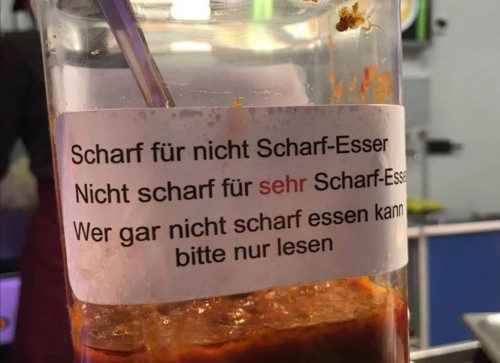 Scharf für nicht Scharf-Esser
Nicht scharf für sehr Scharf-Esse
Wer gar nicht scharf essen kann
bitte nur lesen